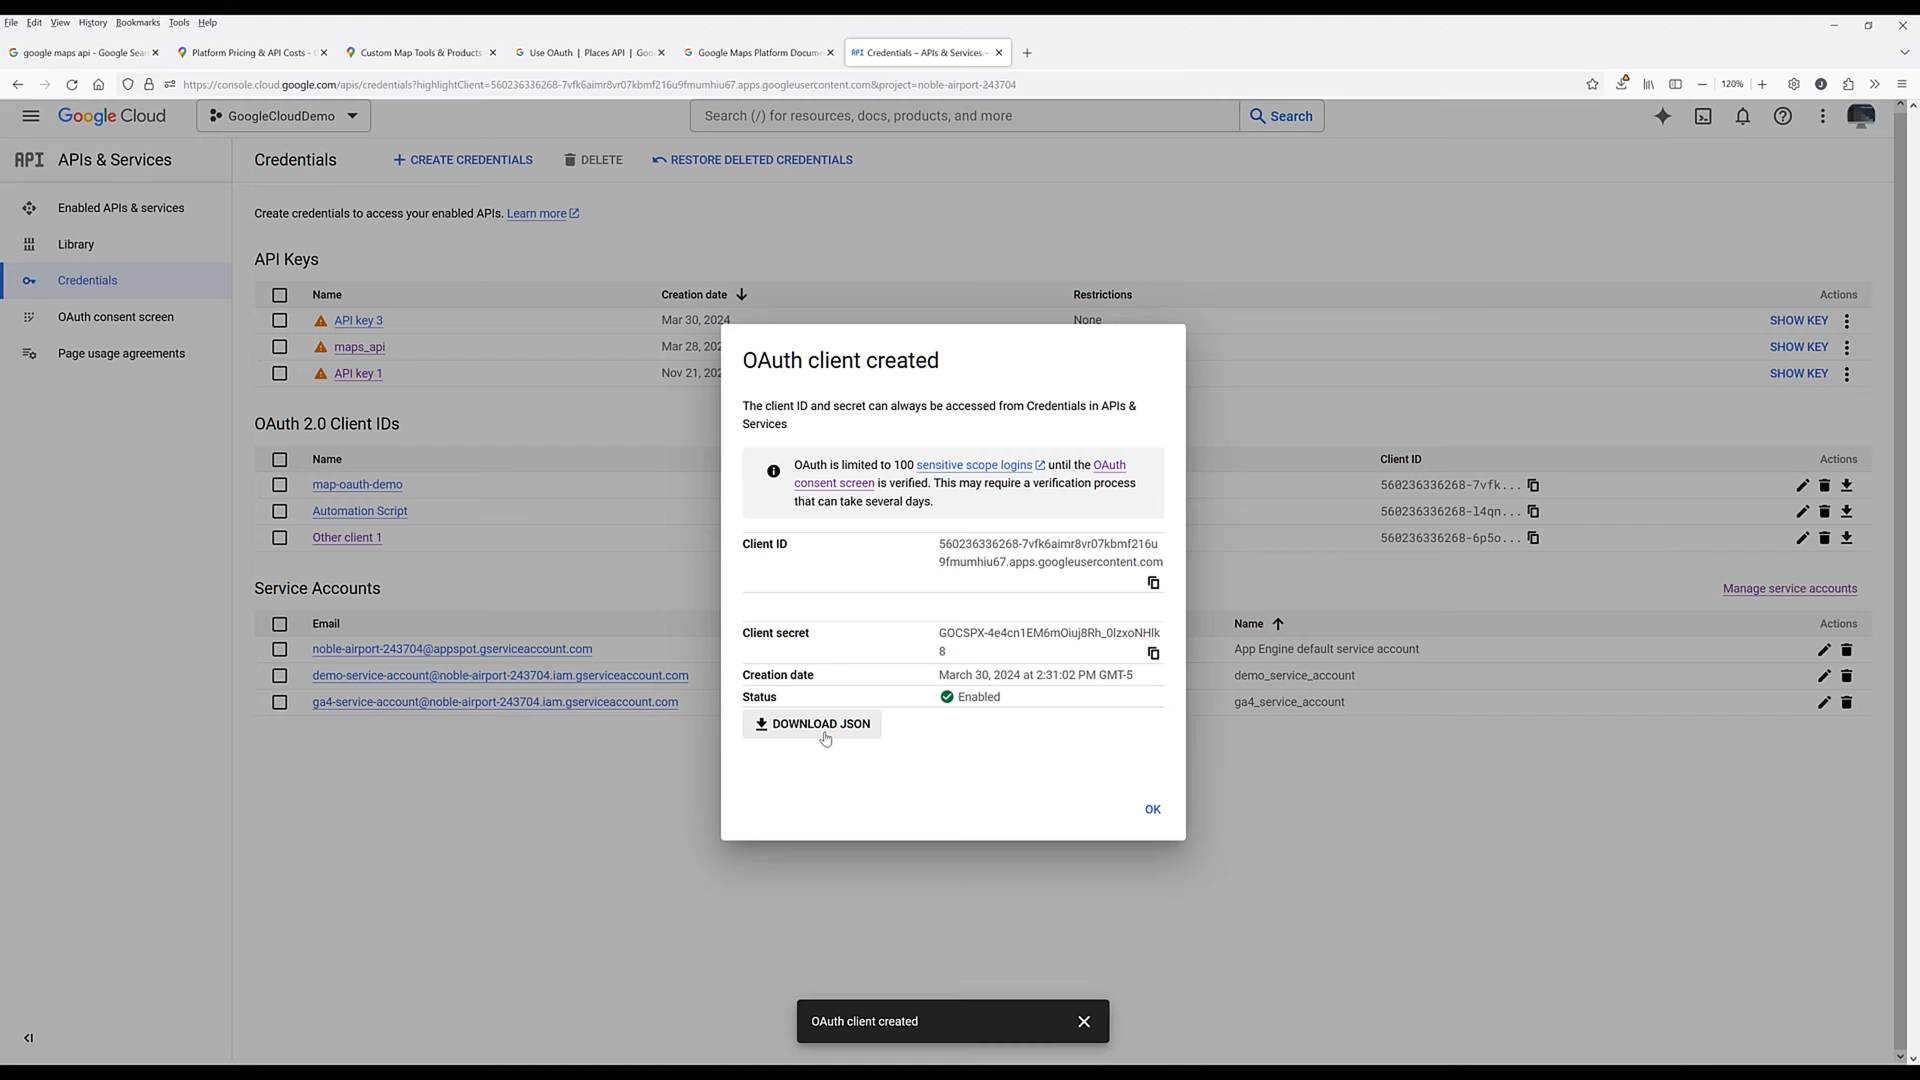 File Edit View History Bookmarks Tools Help
google maps api - Google Sea
Platform Pricing & API Costs -
Custom Map Tools & Products
Use OAuth | Places API | Goo
Google Maps Platform Docume
API Credentials – APIs & Services –
https://console.cloud.google.com/apis/credentials?highlightClient=560236336268-7vfk6aimr8vr07kbmf216u9fmumhiu67.apps.googleusercontent.com&project=noble-airport-243704
120%
J
Google Cloud
GoogleCloudDemo
Search (/) for resources, docs, products, and more
Search
API APIs & Services
Credentials
+ CREATE CREDENTIALS
DELETE
RESTORE DELETED CREDENTIALS
Enabled APIs & services
Library
Credentials
OAuth consent screen
Page usage agreements
Create credentials to access your enabled APIs. Learn more
API Keys
Name Creation date Restrictions Actions
API key 3 Mar 30, 2024 None SHOW KEY
maps_api Mar 28, 202 SHOW KEY
API key 1 Nov 21, 202 SHOW KEY
OAuth 2.0 Client IDs
Name Client ID Actions
map-oauth-demo 560236336268-7vfk...
Automation Script 560236336268-l4qn...
Other client 1 560236336268-6p5o...
Service Accounts
Manage service accounts
Email Name Actions
noble-airport-243704@appspot.gserviceaccount.com App Engine default service account
demo-service-account@noble-airport-243704.iam.gserviceaccount.com demo_service_account
ga4-service-account@noble-airport-243704.iam.gserviceaccount.com ga4_service_account
OAuth client created
The client ID and secret can always be accessed from Credentials in APIs &
Services
OAuth is limited to 100 sensitive scope logins until the OAuth
consent screen is verified. This may require a verification process
that can take several days.
Client ID 560236336268-7vfk6aimr8vr07kbmf216u
9fmumhiu67.apps.googleusercontent.com
Client secret GOCSPX-4e4cn1EM6mOiuj8Rh_0lzxoNHlk
8
Creation date March 30, 2024 at 2:31:02 PM GMT-5
Status Enabled
DOWNLOAD JSON
OK
OAuth client created